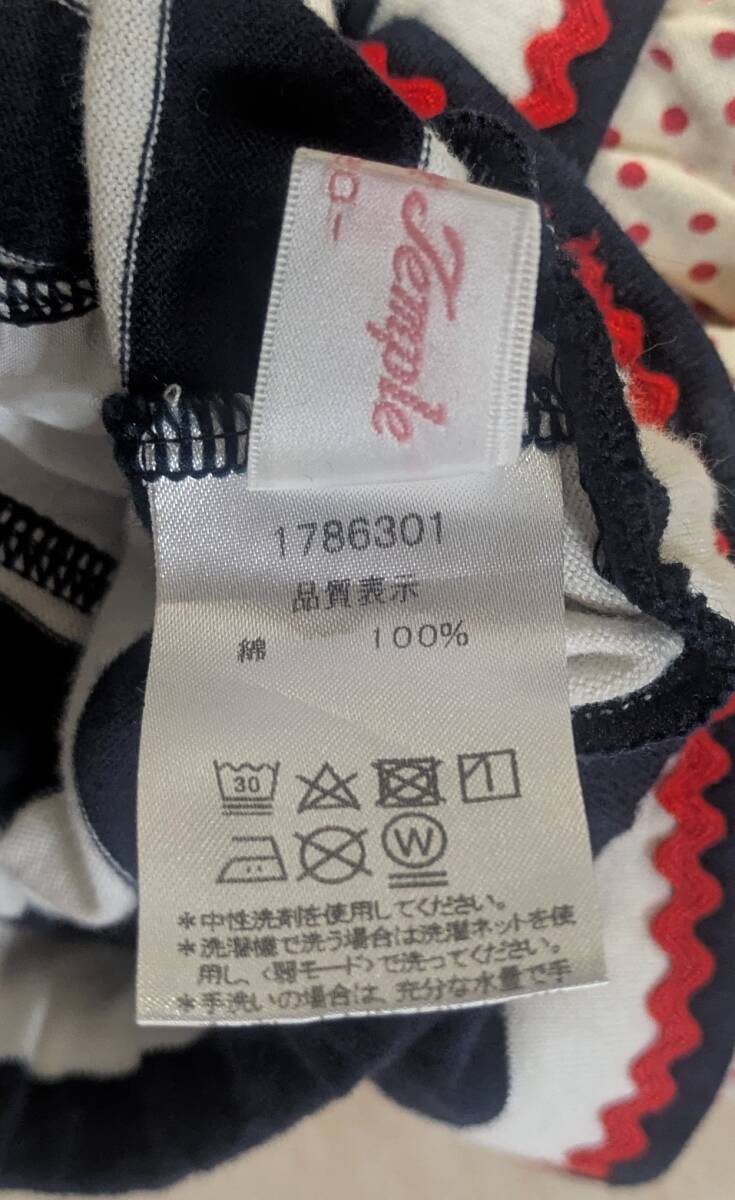 Temple
1786301
品質表示
綿 100%
30
W
*中性洗剤を使用してください。
*洗濯機で洗う場合は洗濯ネットを使
用し、〈弱モード〉で洗ってください。
*手洗いの場合は、充分な水量で手